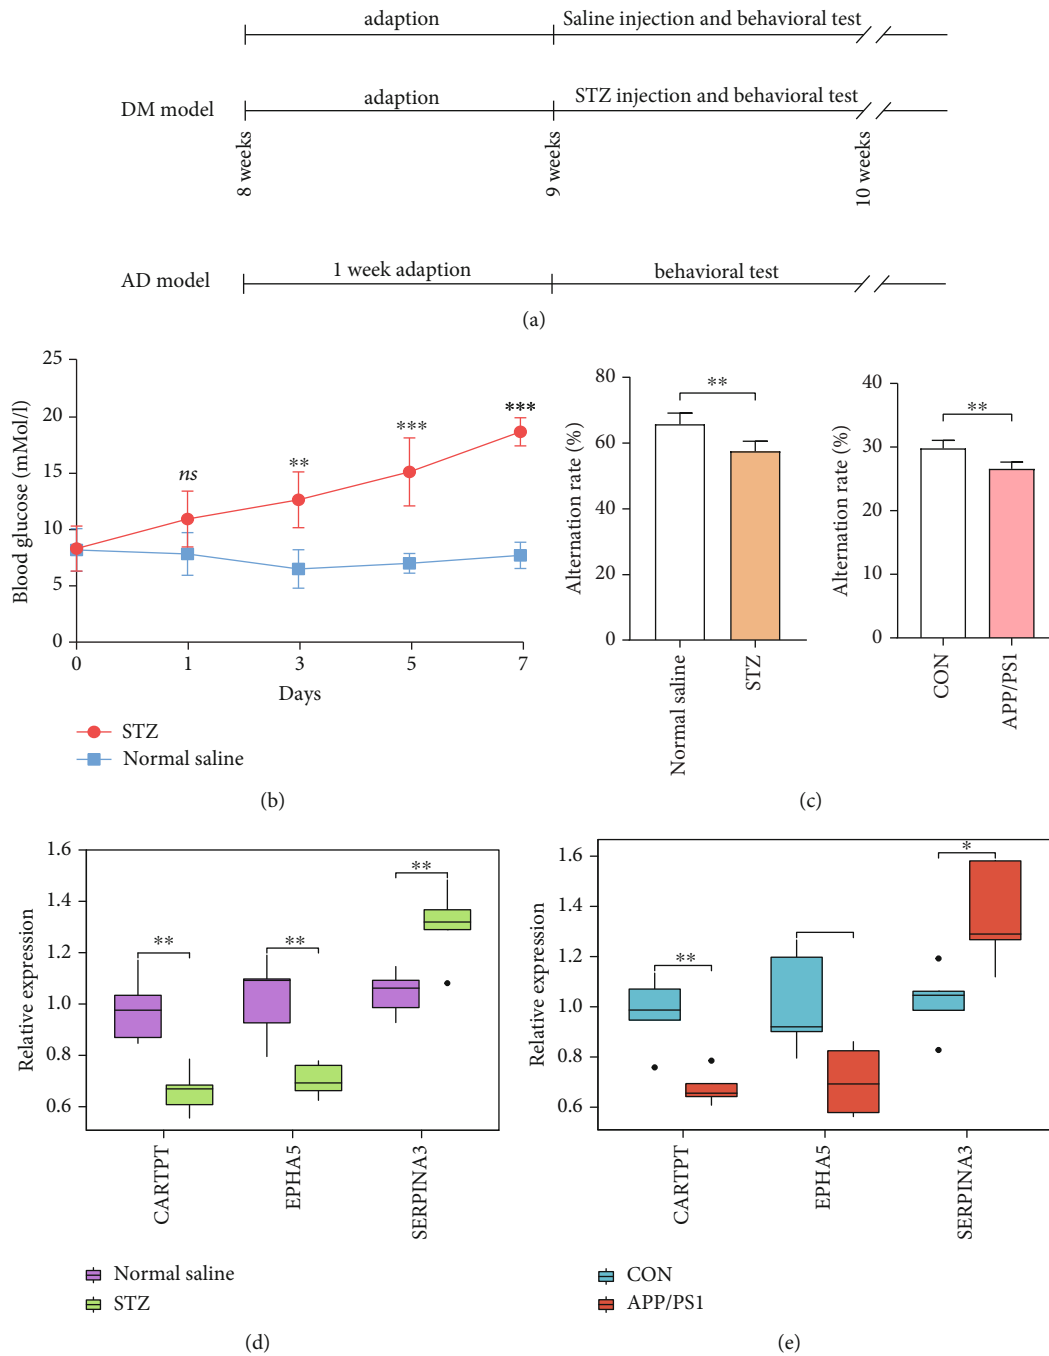 adaption Saline injection and behavioral test
DM model adaption STZ injection and behavioral test
8 weeks 9 weeks 10 weeks
AD model 1 week adaption behavioral test
(a)
Blood glucose (mMol/l)
25
20
15
10
5
0
ns ** *** ***
0 1 3 5 7
Days
STZ
Normal saline
(b)
Alternation rate (%)
80
60
40
20
0
**
Normal saline STZ
Alternation rate (%)
40
30
20
10
0
**
CON APP/PS1
(c)
Relative expression
1.6
1.4
1.2
1.0
0.8
0.6
** ** **
CARTPT EPHA5 SERPINA3
Normal saline
STZ
(d)
Relative expression
1.6
1.4
1.2
1.0
0.8
0.6
** *
CARTPT EPHA5 SERPINA3
CON
APP/PS1
(e)